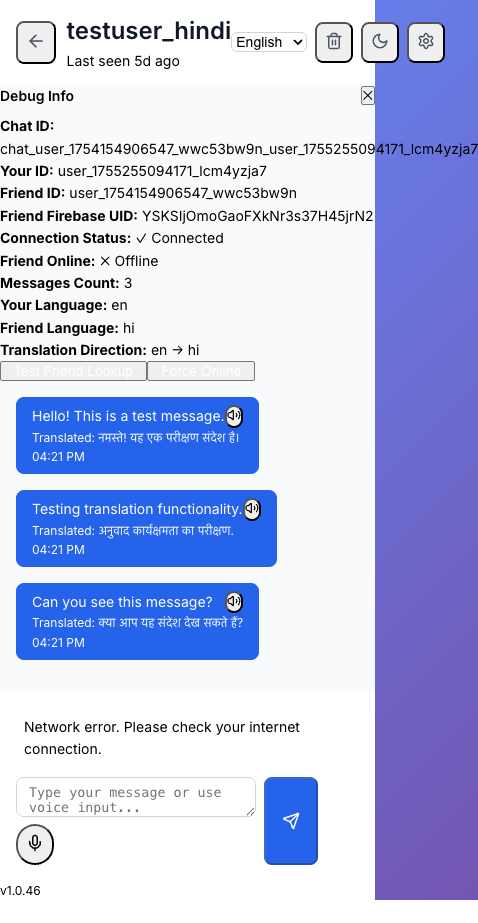 testuser_hindi
English
Last seen 5d ago
Debug Info
Chat ID:
chat_user_1754154906547_wwc53bw9n_user_1755255094171_lcm4yzja7
Your ID: user_1755255094171_lcm4yzja7
Friend ID: user_1754154906547_wwc53bw9n
Friend Firebase UID: YSKSljOmoGaoFXkNr3s37H45jrN2
Connection Status: ✓ Connected
Friend Online: ✕ Offline
Messages Count: 3
Your Language: en
Friend Language: hi
Translation Direction: en → hi
Test Friend Lookup Force Online
Hello! This is a test message.
Translated: नमस्ते! यह एक परीक्षण संदेश है।
04:21 PM
Testing translation functionality.
Translated: अनुवाद कार्यक्षमता का परीक्षण.
04:21 PM
Can you see this message?
Translated: क्या आप यह संदेश देख सकते हैं?
04:21 PM
Network error. Please check your internet
connection.
Type your message or use
voice input...
v1.0.46